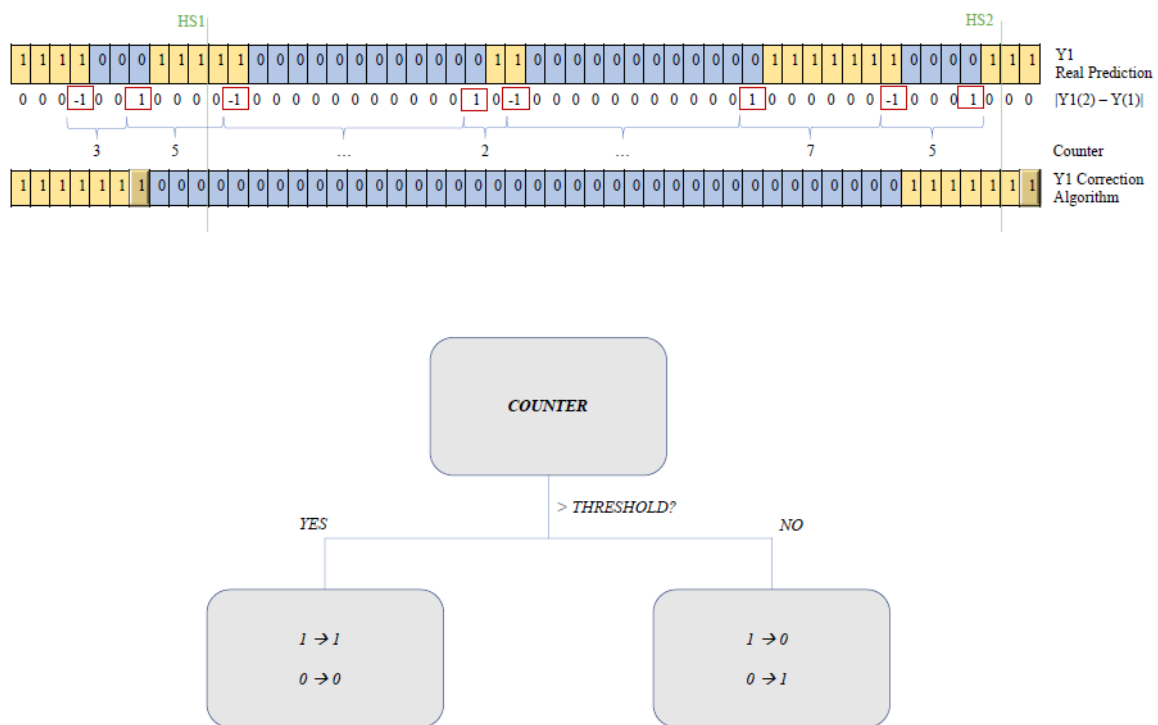 HS1 HS2
1 1 1 1 0 0 0 1 1 1 1 1 0 0 0 0 0 0 0 0 0 0 0 0 1 1 0 0 0 0 0 0 0 0 0 0 0 0 1 1 1 1 1 1 1 0 0 0 0 1 1 1 Y1
Real Prediction
0 0 0 -1 0 0 1 0 0 0 0 -1 0 0 0 0 0 0 0 0 0 0 0 1 0 -1 0 0 0 0 0 0 0 0 0 0 0 1 0 0 0 0 0 0 -1 0 0 0 1 0 0 0 |Y1(2) – Y(1)|
3 5 ... 2 ... 7 5 Counter
1 1 1 1 1 1 1 0 0 0 0 0 0 0 0 0 0 0 0 0 0 0 0 0 0 0 0 0 0 0 0 0 0 0 0 0 0 0 0 0 0 0 0 0 0 1 1 1 1 1 1 1 Y1 Correction
Algorithm
COUNTER
> THRESHOLD?
YES NO
1 → 1 1 → 0
0 → 0 0 → 1